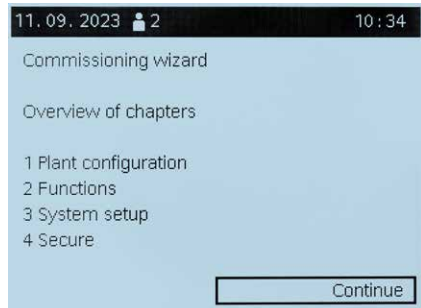 11.09.2023 2 10:34
Commissioning wizard
Overview of chapters
1 Plant configuration
2 Functions
3 System setup
4 Secure
Continue